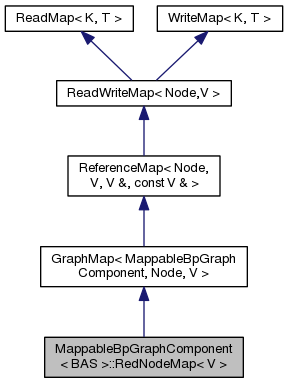 ReadMap< K, T >
WriteMap< K, T >
ReadWriteMap< Node,V >
ReferenceMap< Node,
V, V &, const V & >
GraphMap< MappableBpGraph
Component, Node, V >
MappableBpGraphComponent
< BAS >::RedNodeMap< V >